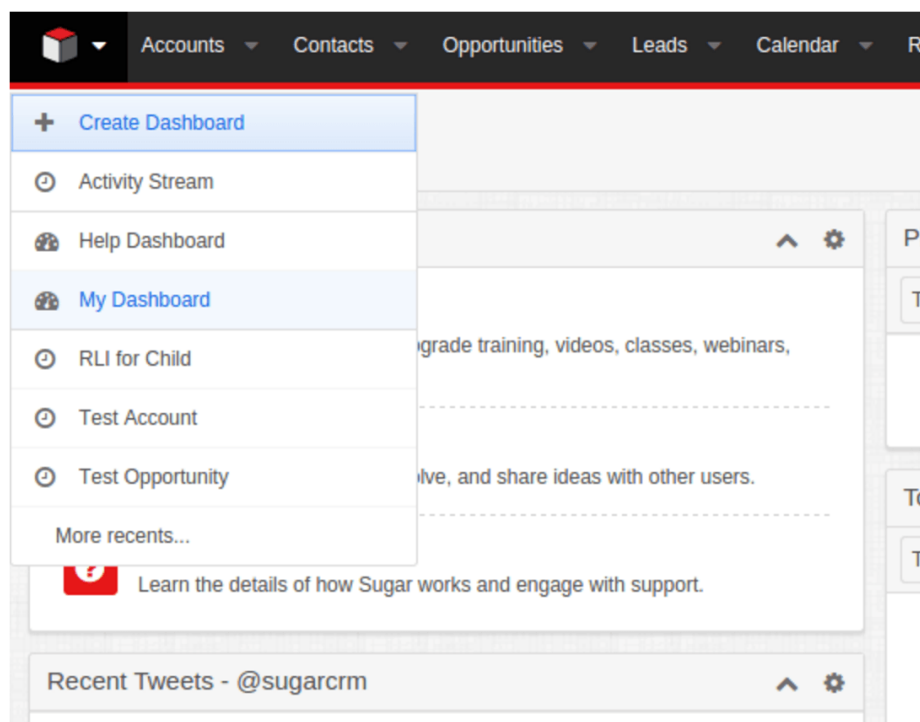 Accounts Contacts Opportunities Leads Calendar
Create Dashboard
Activity Stream
Help Dashboard
My Dashboard
RLI for Child
grade training, videos, classes, webinars,
Test Account
Test Opportunity
lve, and share ideas with other users.
More recents...
Learn the details of how Sugar works and engage with support.
Recent Tweets - @sugarcrm